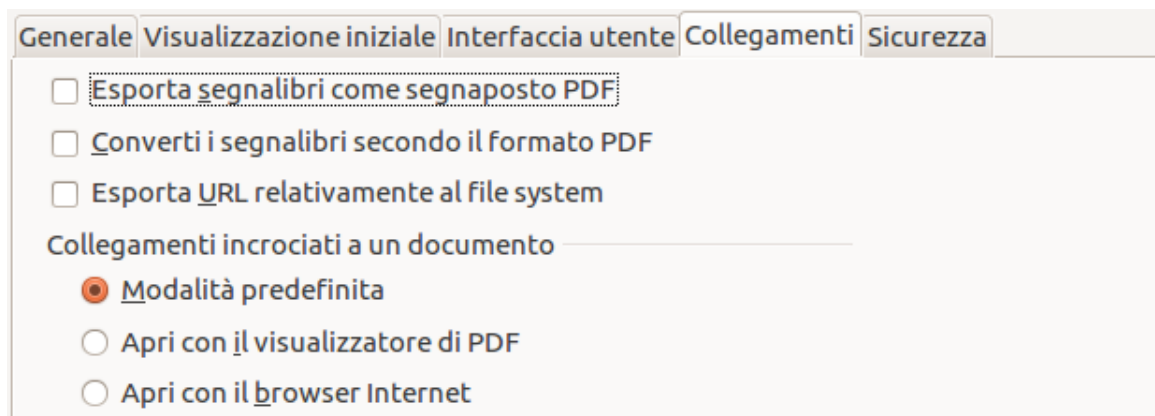 Generale Visualizzazione iniziale Interfaccia utente Collegamenti Sicurezza
Esporta segnalibri come segnaposto PDF
Converti i segnalibri secondo il formato PDF
Esporta URL relativamente al file system
Collegamenti incrociati a un documento
Modalità predefinita
Apri con il visualizzatore di PDF
Apri con il browser Internet